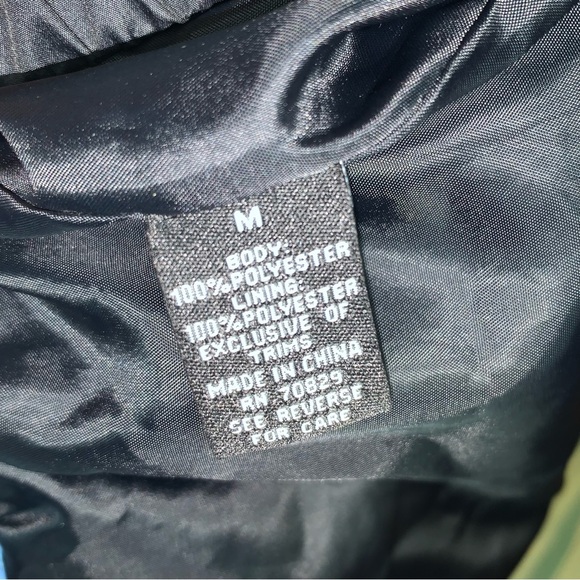 M
BODY:
100%POLYESTER
LINING:
100%POLYESTER
EXCLUSIVE OF
TRIMS
MADE IN CHINA
RN 70829
SEE REVERSE
FOR CARE